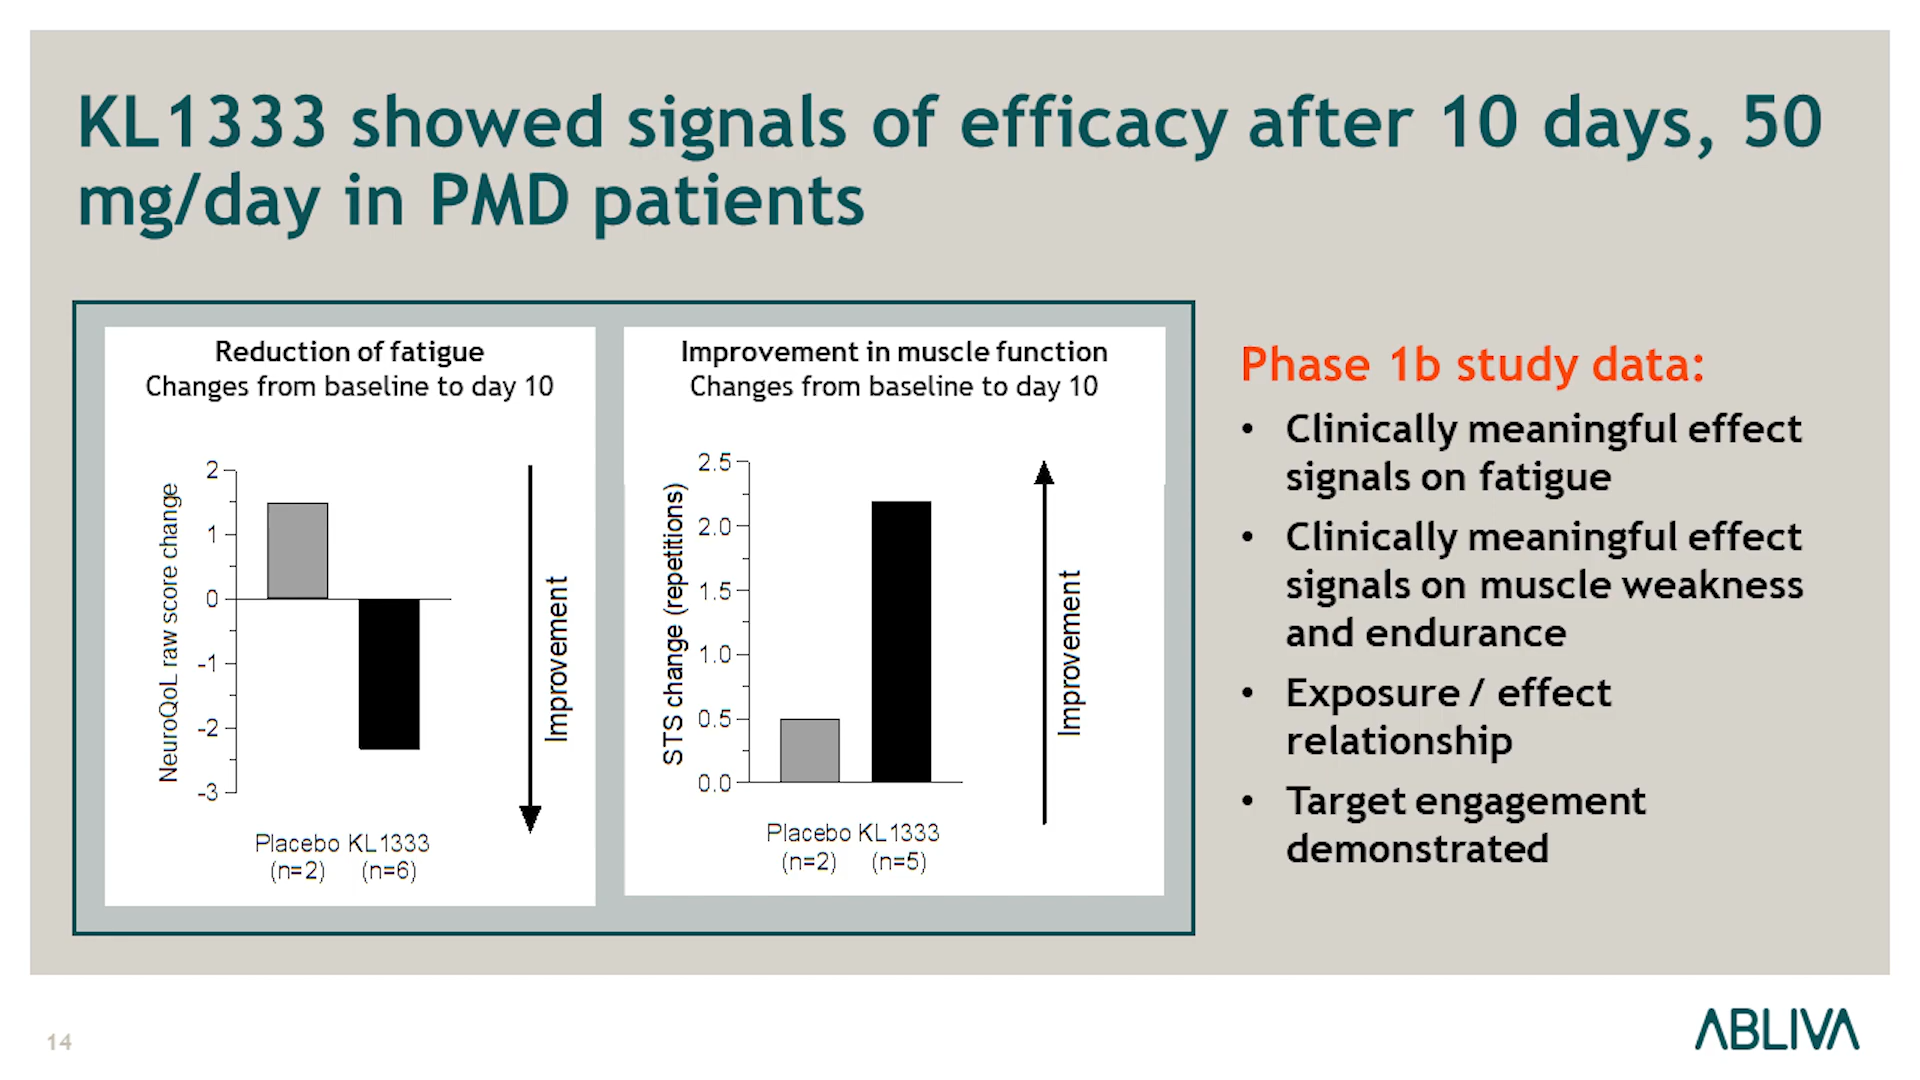 KL1333 showed signals of efficacy after 10 days, 50
mg/day in PMD patients
Reduction of fatigue
Changes from baseline to day 10
NeuroQoL raw score change
2
1
0
-1
-2
-3
Improvement
Placebo KL1333
(n=2) (n=6)
Improvement in muscle function
Changes from baseline to day 10
STS change (repetitions)
2.5
2.0
1.5
1.0
0.5
0.0
Improvement
Placebo KL1333
(n=2) (n=5)
Phase 1b study data:
• Clinically meaningful effect
signals on fatigue
• Clinically meaningful effect
signals on muscle weakness
and endurance
• Exposure / effect
relationship
• Target engagement
demonstrated
14
ABLIVA